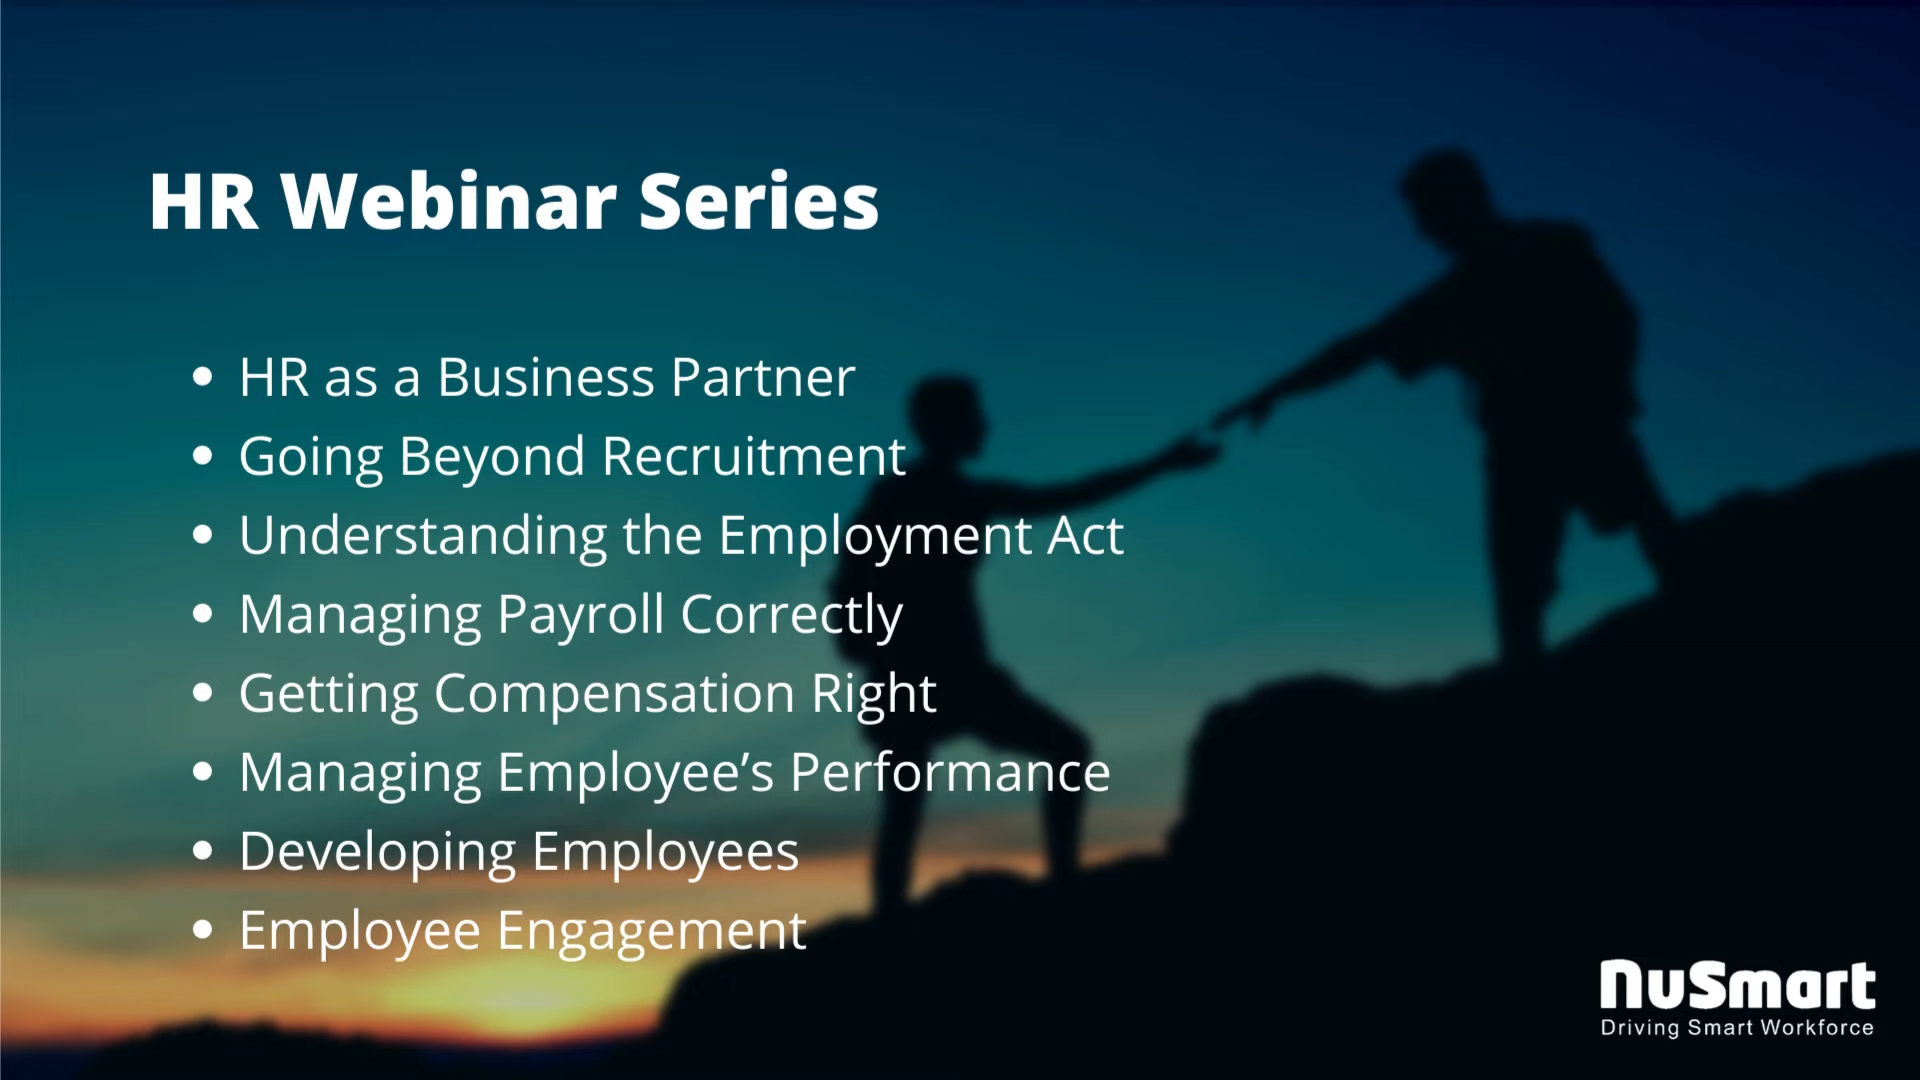 HR Webinar Series
• HR as a Business Partner
• Going Beyond Recruitment
• Understanding the Employment Act
• Managing Payroll Correctly
• Getting Compensation Right
• Managing Employee’s Performance
• Developing Employees
• Employee Engagement
NuSmart
Driving Smart Workforce